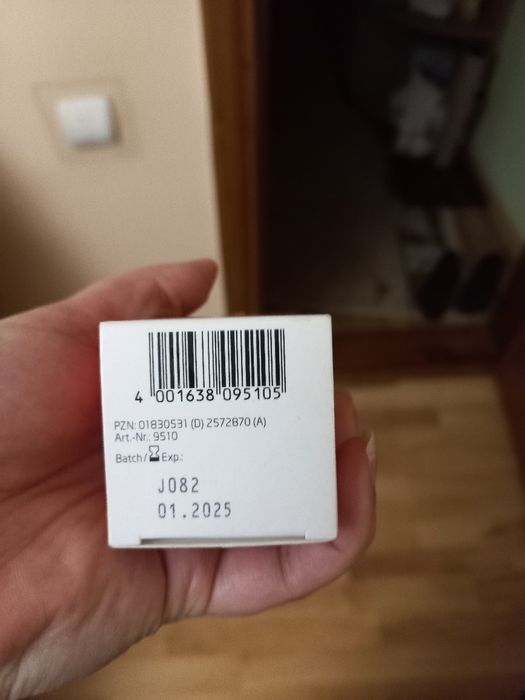 4 001638 095105
PZN: 01830531 (D) 2572870 (A)
Art.-Nr.: 9510
Batch/ Exp.:
J082
01.2025